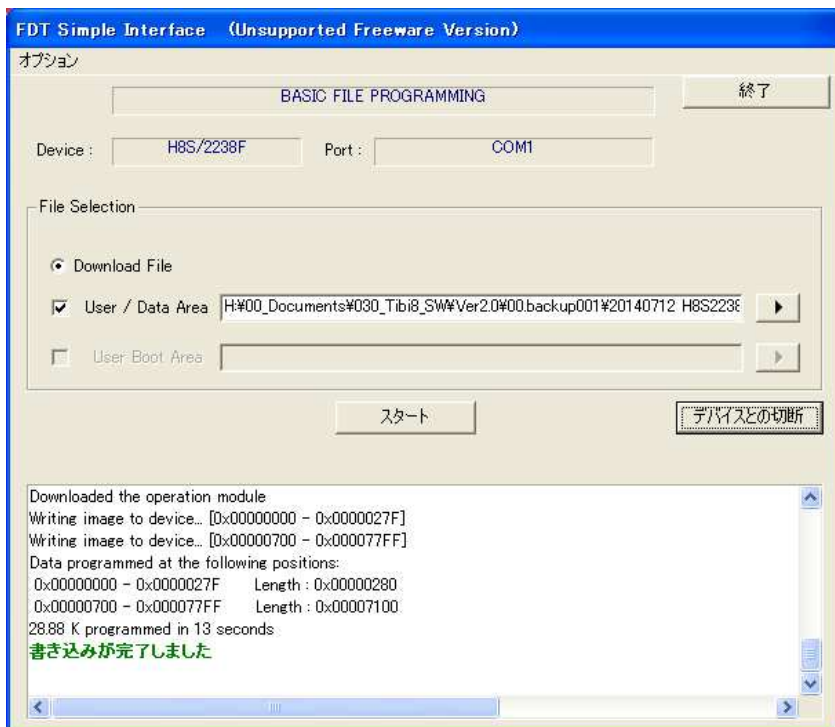 FDT Simple Interface (Unsupported Freeware Version)
オプション
BASIC FILE PROGRAMMING
終了
Device : H8S/2238F Port : COM1
File Selection
Download File
User / Data Area H:¥00_Documents¥030_Tibi8_SW¥Ver2.0¥00.backup001¥20140712 H8S2238
User Boot Area
スタート
デバイスとの切断
Downloaded the operation module
Writing image to device... [0x00000000 - 0x0000027F]
Writing image to device... [0x00000700 - 0x000077FF]
Data programmed at the following positions:
0x00000000 - 0x0000027F Length : 0x00000280
0x00000700 - 0x000077FF Length : 0x00007100
28.88 K programmed in 13 seconds
書き込みが完了しました